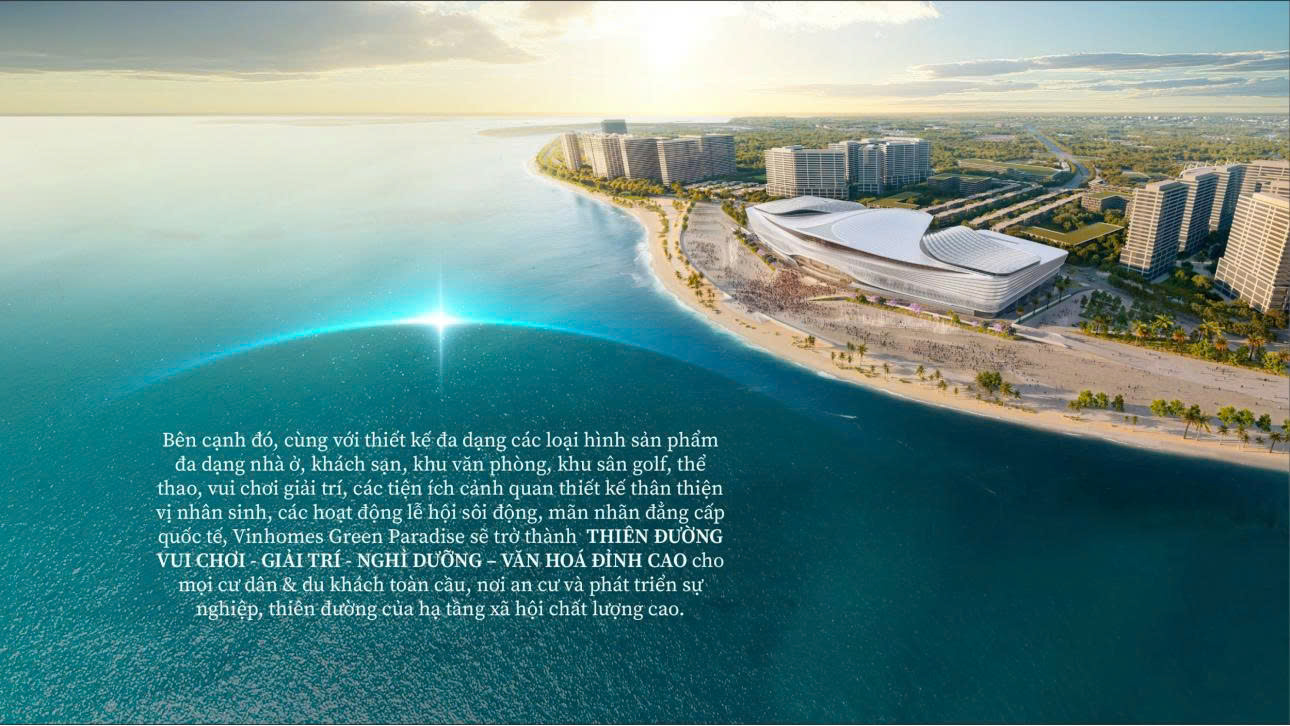 Bên cạnh đó, cùng với thiết kế đa dạng các loại hình sản phẩm
đa dạng nhà ở, khách sạn, khu văn phòng, khu sân golf, thể
thao, vui chơi giải trí, các tiện ích cảnh quan thiết kế thân thiện
vị nhân sinh, các hoạt động lễ hội sôi động, mãn nhãn đẳng cấp
quốc tế, Vinhomes Green Paradise sẽ trở thành THIÊN ĐƯỜNG
VUI CHƠI - GIẢI TRÍ - NGHỈ DƯỠNG – VĂN HOÁ ĐỈNH CAO cho
mọi cư dân & du khách toàn cầu, nơi an cư và phát triển sự
nghiệp, thiên đường của hạ tầng xã hội chất lượng cao.